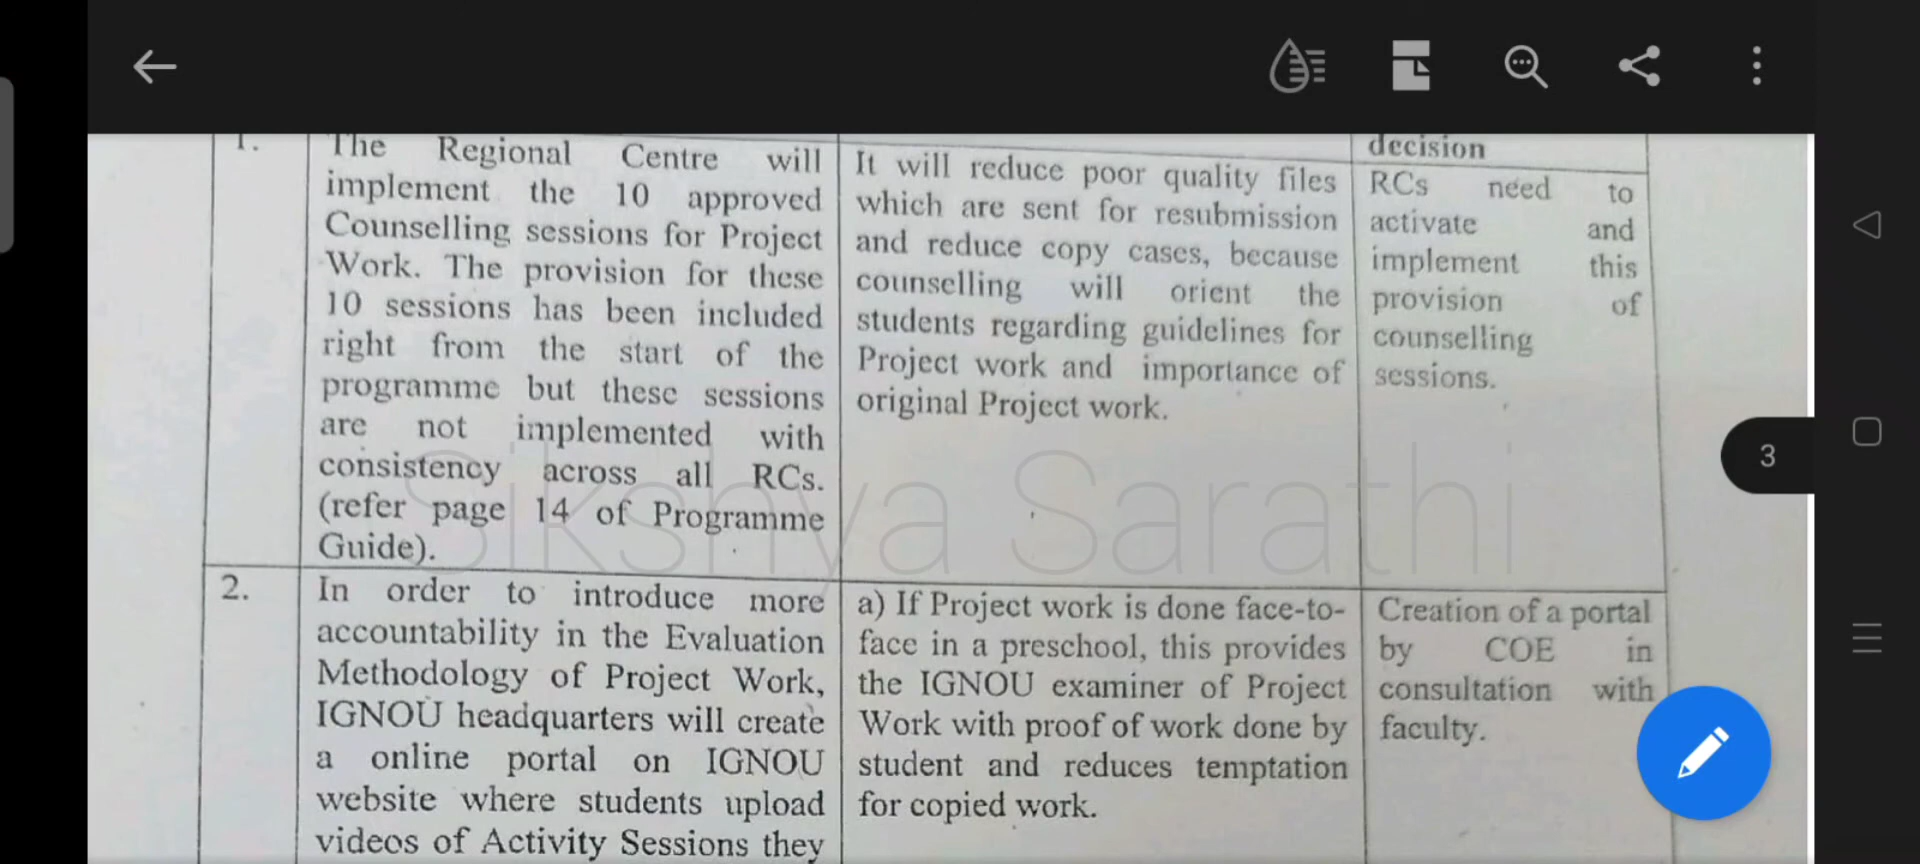 decision
1.
The Regional Centre will
implement the 10 approved
Counselling sessions for Project
Work. The provision for these
10 sessions has been included
right from the start of the
programme but these sessions
are not implemented with
consistency across all RCs.
(refer page 14 of Programme
Guide).
It will reduce poor quality files
which are sent for resubmission
and reduce copy cases, because
counselling will orient the
students regarding guidelines for
Project work and importance of
original Project work.
RCs need to
activate and
implement this
provision of
counselling
sessions.
2.
In order to introduce more
accountability in the Evaluation
Methodology of Project Work,
IGNOU headquarters will create
a online portal on IGNOU
website where students upload
videos of Activity Sessions they
a) If Project work is done face-to-
face in a preschool, this provides
the IGNOU examiner of Project
Work with proof of work done by
student and reduces temptation
for copied work.
Creation of a portal
by COE in
consultation with
faculty.
Sikshya Sarathi
3